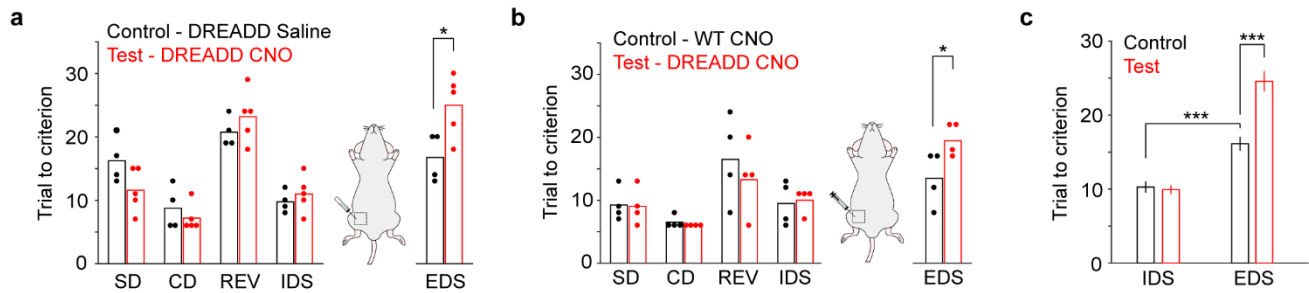 a
Control - DREADD Saline
Test - DREADD CNO
*
Trial to criterion
30
20
10
0
SD CD REV IDS EDS
b
Control - WT CNO
Test - DREADD CNO
*
Trial to criterion
30
20
10
0
SD CD REV IDS EDS
c
Control
Test
***
***
Trial to criterion
30
20
10
0
IDS EDS